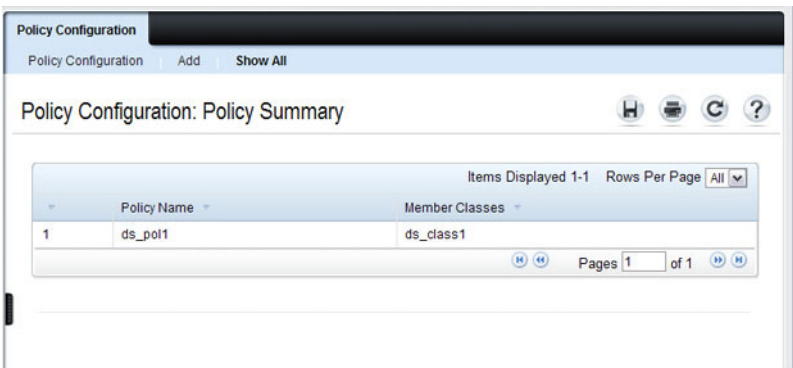 Policy Configuration
Policy Configuration Add Show All
Policy Configuration: Policy Summary
Items Displayed 1-1 Rows Per Page All
Policy Name Member Classes
1 ds_pol1 ds_class1
Pages 1 of 1